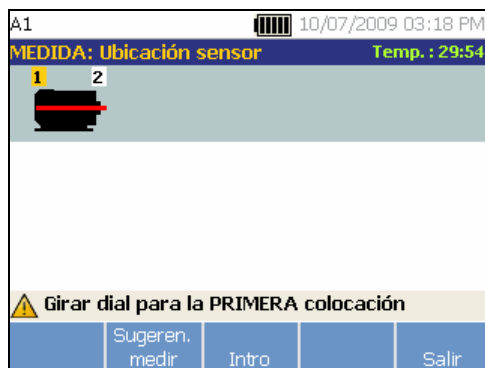 A1 10/07/2009 03:18 PM
MEDIDA: Ubicación sensor Temp. : 29:54
1 2
Girar dial para la PRIMERA colocación
Sugeren.
medir Intro Salir